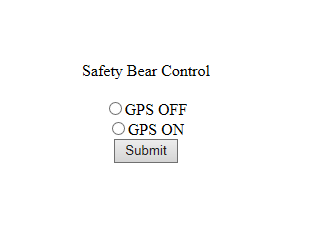 Safety Bear Control
GPS OFF
GPS ON
Submit